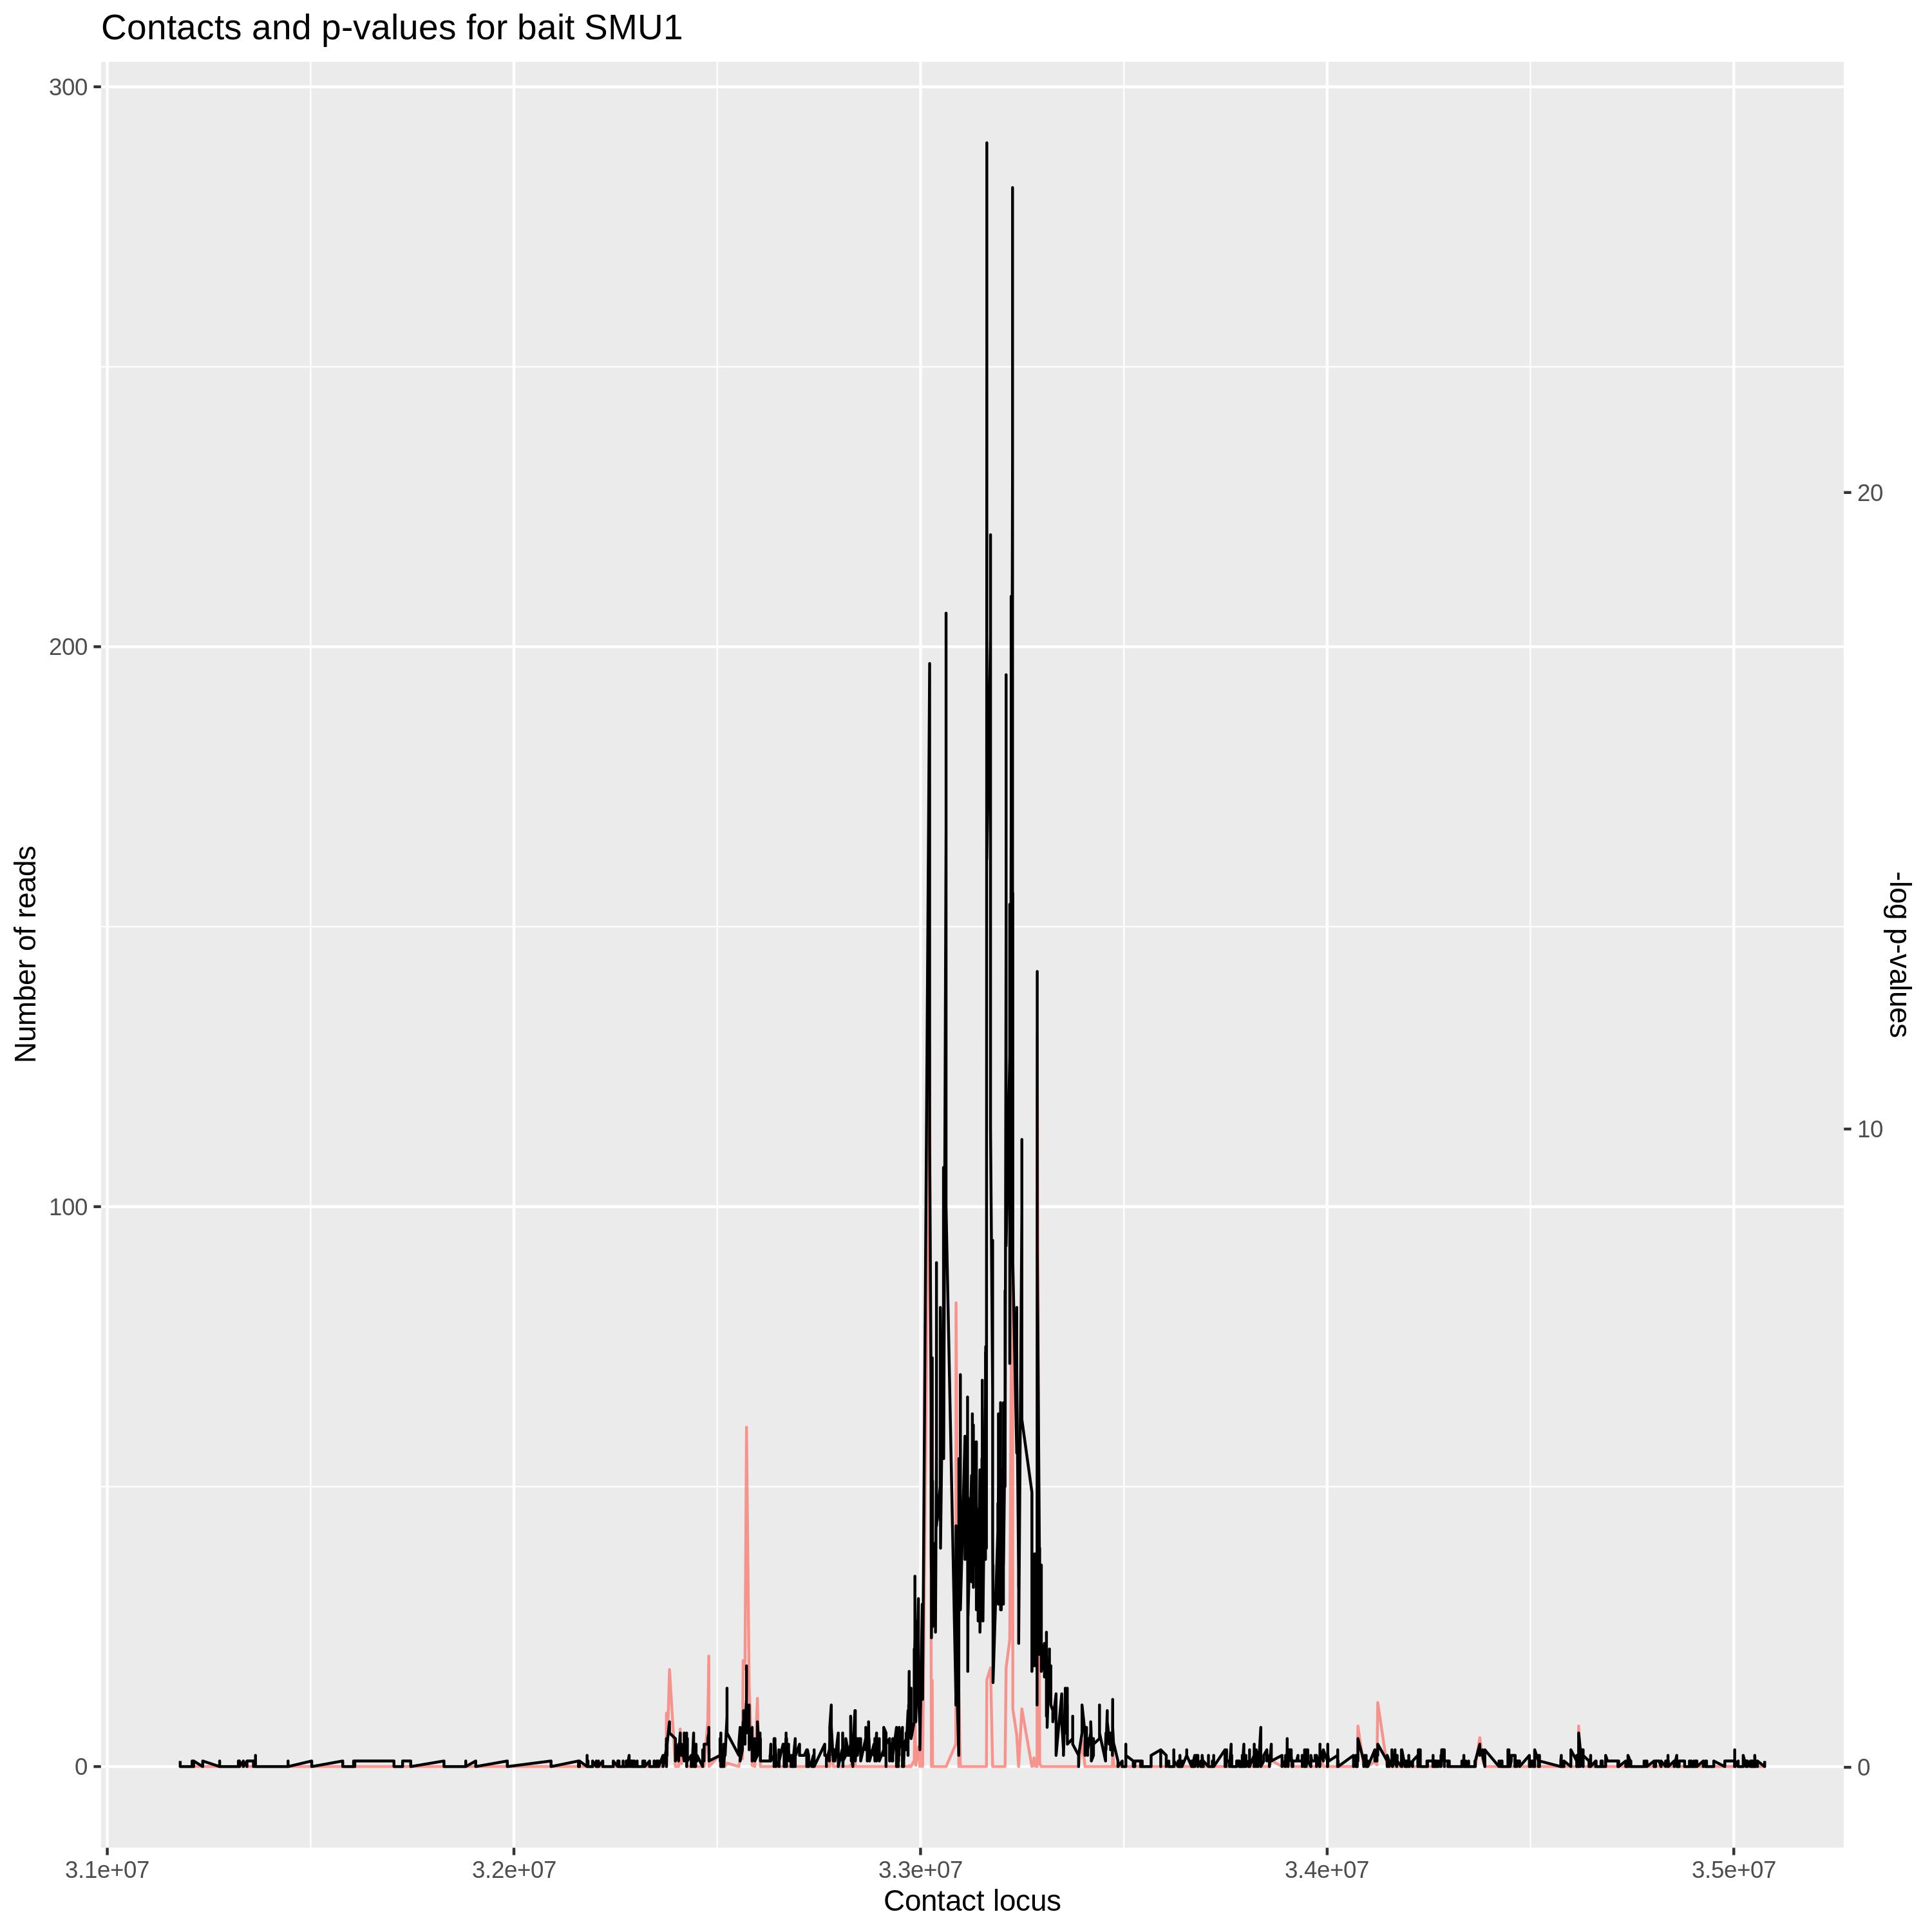 Contacts and p-values for bait SMU1
300
200
100
0
Number of reads
20
10
0
-log p-values
3.1e+07
3.2e+07
3.3e+07
3.4e+07
3.5e+07
Contact locus